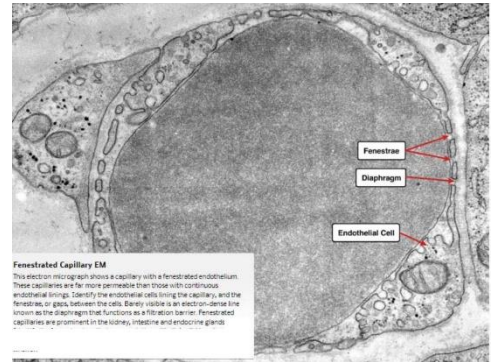 Fenestrae
Diaphragm
Endothelial Cell
Fenestrated Capillary EM
This electron micrograph shows a capillary with a fenestrated endothelium.
These capillaries are far more permeable than those with continuous
endothelial linings. Identify the endothelial cells lining the capillary, and the
fenestrae, or gaps, between the cells. Barely visible is an electron-dense line
known as the diaphragm that functions as a filtration barrier. Fenestrated
capillaries are prominent in the kidney, intestine and endocrine glands